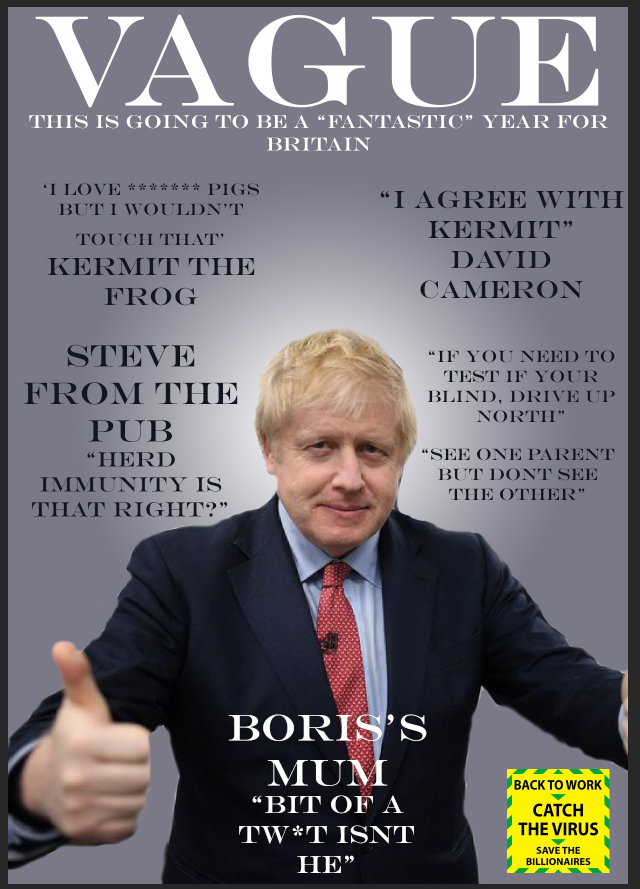 VAGUE
THIS IS GOING TO BE A “FANTASTIC” YEAR FOR
BRITAIN
‘I LOVE ******* PIGS
BUT I WOULDN’T
TOUCH THAT’
KERMIT THE
FROG
“I AGREE WITH
KERMIT”
DAVID
CAMERON
STEVE
FROM THE
PUB
“HERD
IMMUNITY IS
THAT RIGHT?”
“IF YOU NEED TO
TEST IF YOUR
BLIND, DRIVE UP
NORTH”
“SEE ONE PARENT
BUT DONT SEE
THE OTHER”
BORIS’S
MUM
“BIT OF A
TW*T ISNT
HE”
BACK TO WORK
CATCH
THE VIRUS
SAVE THE
BILLIONAIRES